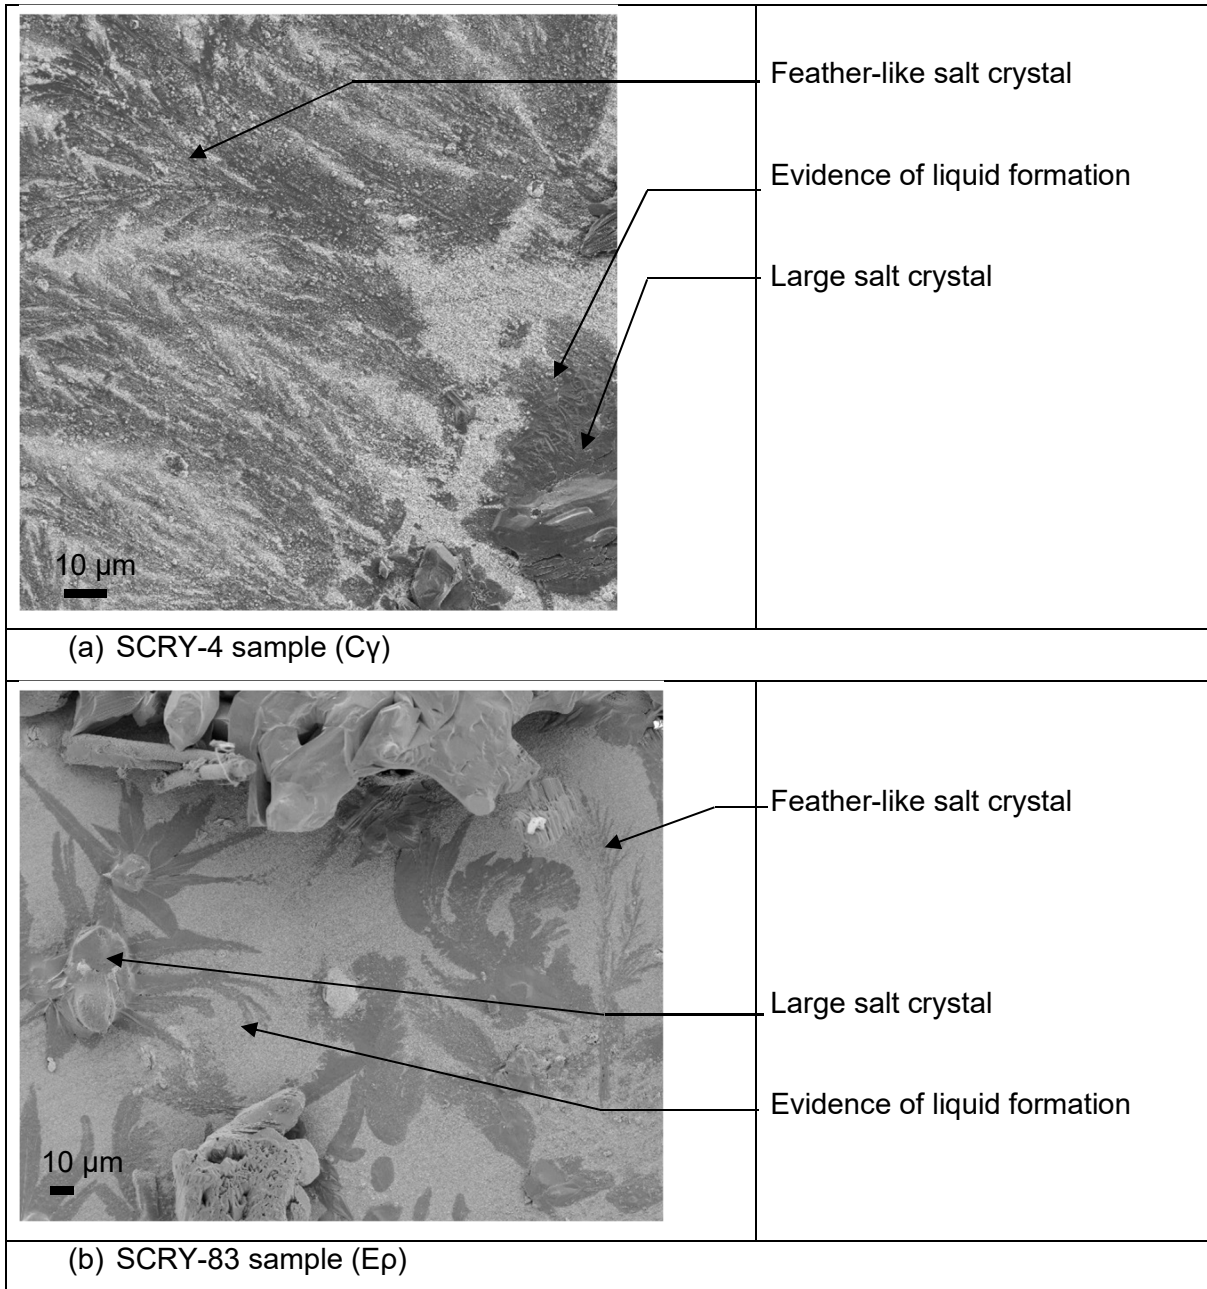 Feather-like salt crystal
Evidence of liquid formation
Large salt crystal
10 µm
(a) SCRY-4 sample (Cγ)
Feather-like salt crystal
Large salt crystal
Evidence of liquid formation
10 µm
(b) SCRY-83 sample (Eρ)